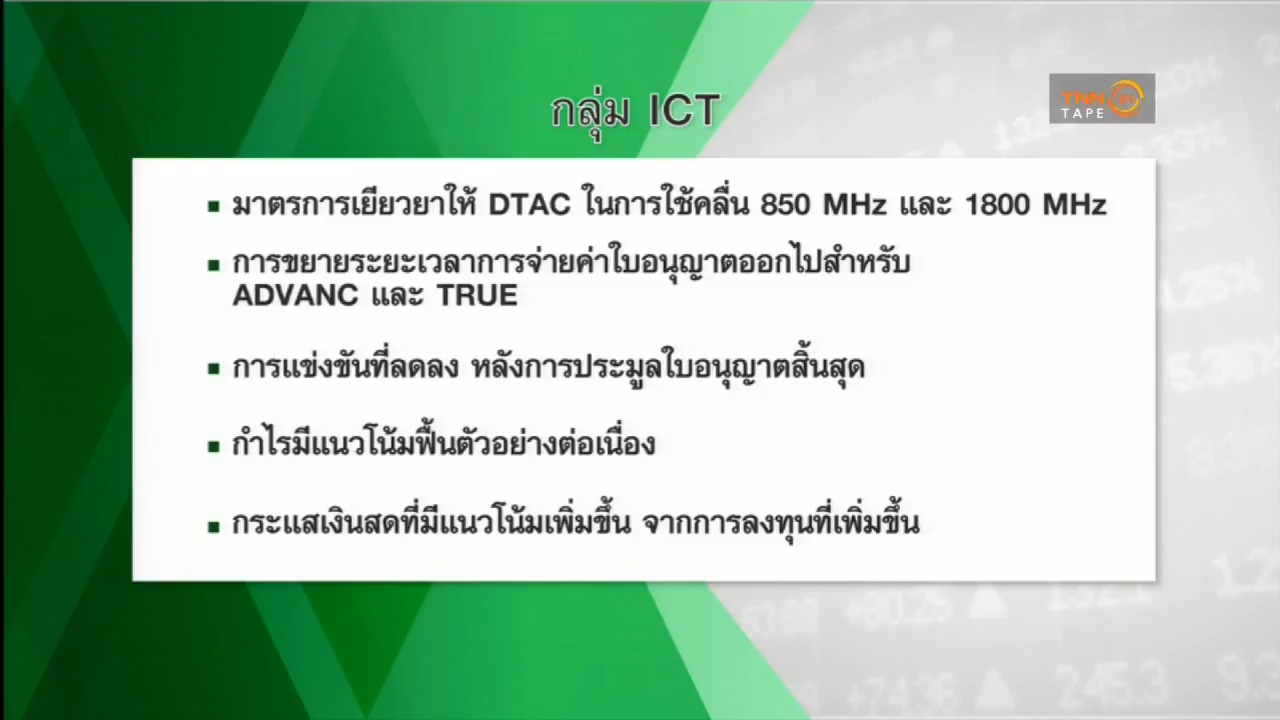 กลุ่ม ICT
TNN 24
TAPE
▪ มาตรการเยียวยาให้ DTAC ในการใช้คลื่น 850 MHz และ 1800 MHz
▪ การขยายระยะเวลาการจ่ายค่าใบอนุญาตออกไปสำหรับ
ADVANC และ TRUE
▪ การแข่งขันที่ลดลง หลังการประมูลใบอนุญาตสิ้นสุด
▪ กำไรมีแนวโน้มฟื้นตัวอย่างต่อเนื่อง
▪ กระแสเงินสดที่มีแนวโน้มเพิ่มขึ้น จากการลงทุนที่เพิ่มขึ้น
+80.25
+74.36 245.3 9.3